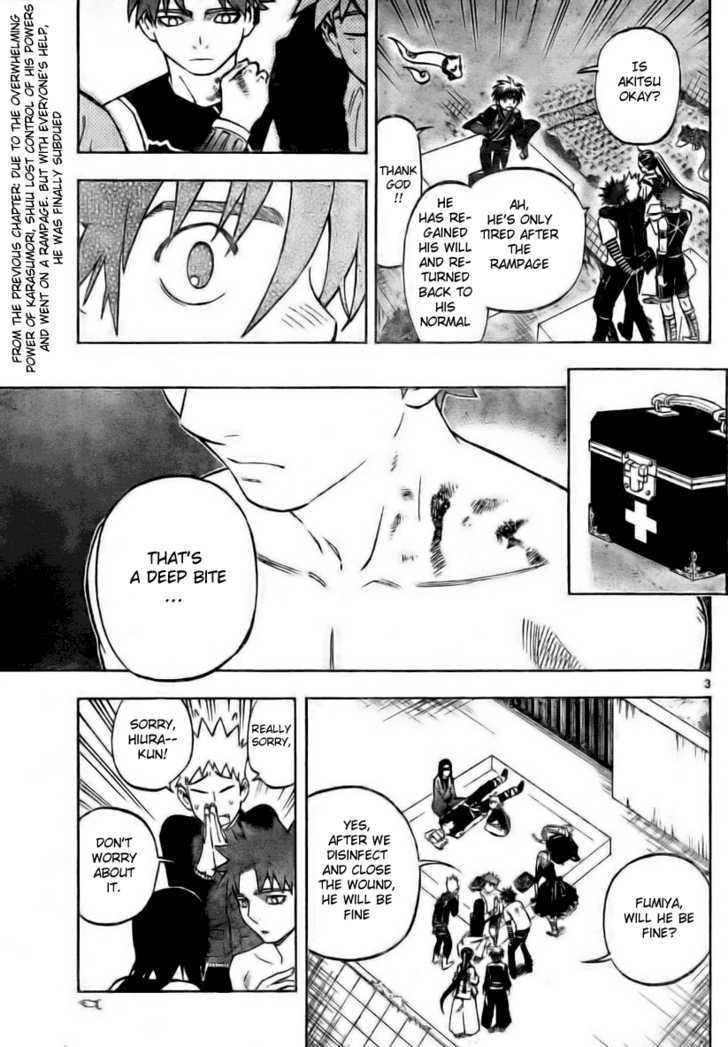 FROM THE PREVIOUS CHAPTER: DUE TO THE OVERWHELMING
POWER OF KARASUMORI, SHUU LOST CONTROL OF HIS POWERS
AND WENT ON A RAMPAGE. BUT WITH EVERYONE'S HELP,
HE WAS FINALLY SUBDUED
IS
AKITSU
OKAY?
AH,
HE'S ONLY
TIRED AFTER
THE
RAMPAGE
HE
HAS RE-
GAINED
HIS WILL
AND RE-
TURNED
BACK TO
HIS
NORMAL
THANK
GOD
!!
THAT'S
A DEEP BITE
...
3
REALLY
SORRY,
SORRY,
HIURA--
KUN!
DON'T
WORRY
ABOUT
IT.
FUMIYA,
WILL HE BE
FINE?
YES,
AFTER WE
DISINFECT
AND CLOSE
THE WOUND,
HE WILL BE
FINE